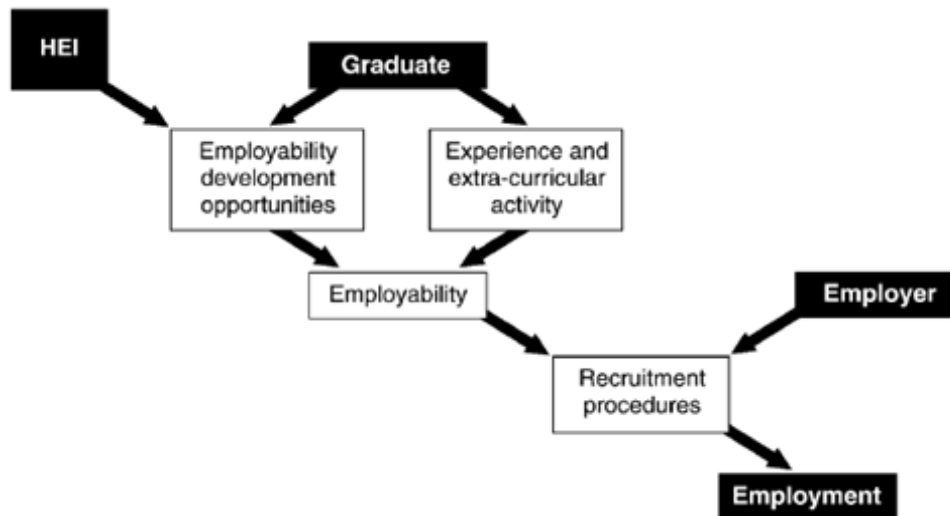 HEI
Graduate
Employability
development
opportunities
Experience and
extra-curricular
activity
Employability
Employer
Recruitment
procedures
Employment